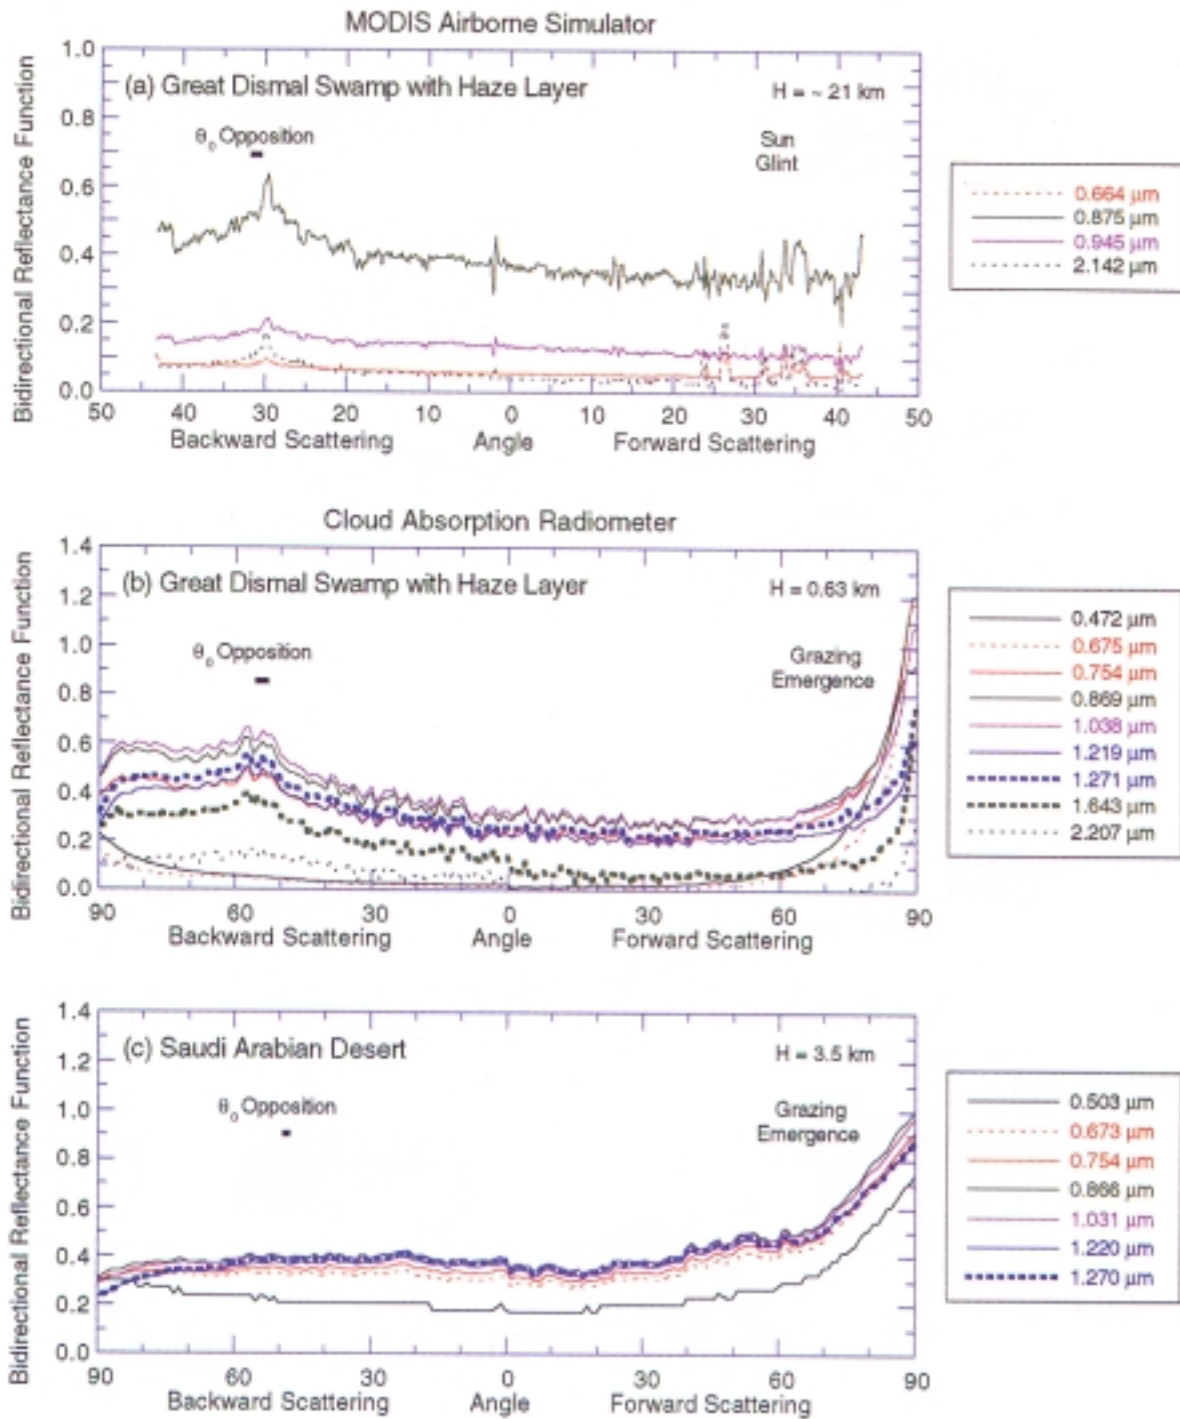 MODIS Airborne Simulator
Bidirectional Reflectance Function
1.0
0.8
0.6
0.4
0.2
0.0
(a) Great Dismal Swamp with Haze Layer
H = ~ 21 km
θ0 Opposition
Sun
Glint
50 40 30 20 10 0 10 20 30 40 50
Backward Scattering Angle Forward Scattering
0.664 µm
0.875 µm
0.945 µm
2.142 µm
Cloud Absorption Radiometer
Bidirectional Reflectance Function
1.4
1.2
1.0
0.8
0.6
0.4
0.2
0.0
(b) Great Dismal Swamp with Haze Layer
H = 0.63 km
θ0 Opposition
Grazing
Emergence
90 60 30 0 30 60 90
Backward Scattering Angle Forward Scattering
0.472 µm
0.675 µm
0.754 µm
0.869 µm
1.038 µm
1.219 µm
1.271 µm
1.643 µm
2.207 µm
Bidirectional Reflectance Function
1.4
1.2
1.0
0.8
0.6
0.4
0.2
0.0
(c) Saudi Arabian Desert
H = 3.5 km
θ0 Opposition
Grazing
Emergence
90 60 30 0 30 60 90
Backward Scattering Angle Forward Scattering
0.503 µm
0.673 µm
0.754 µm
0.866 µm
1.031 µm
1.220 µm
1.270 µm